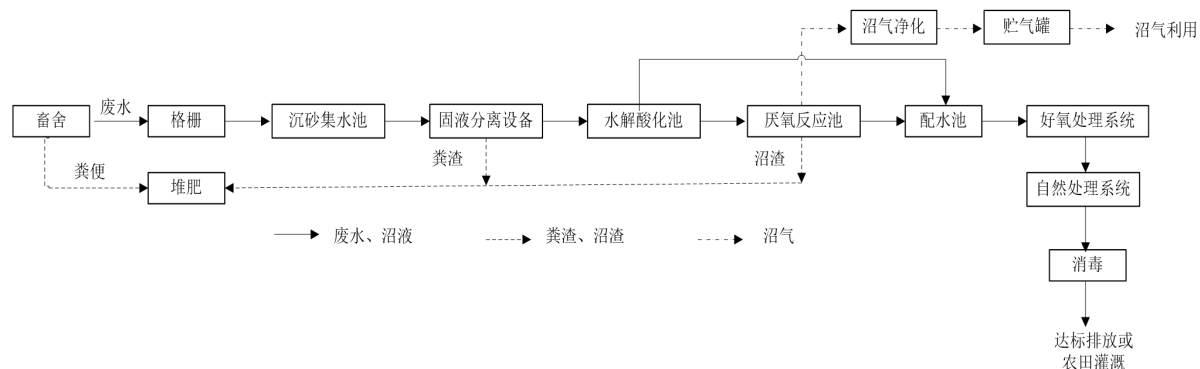 沼气净化
贮气罐
沼气利用
废水
畜舍
格栅
沉砂集水池
固液分离设备
水解酸化池
厌氧反应池
配水池
好氧处理系统
粪渣
沼渣
粪便
堆肥
自然处理系统
废水、沼液
粪渣、沼渣
沼气
消毒
达标排放或
农田灌溉